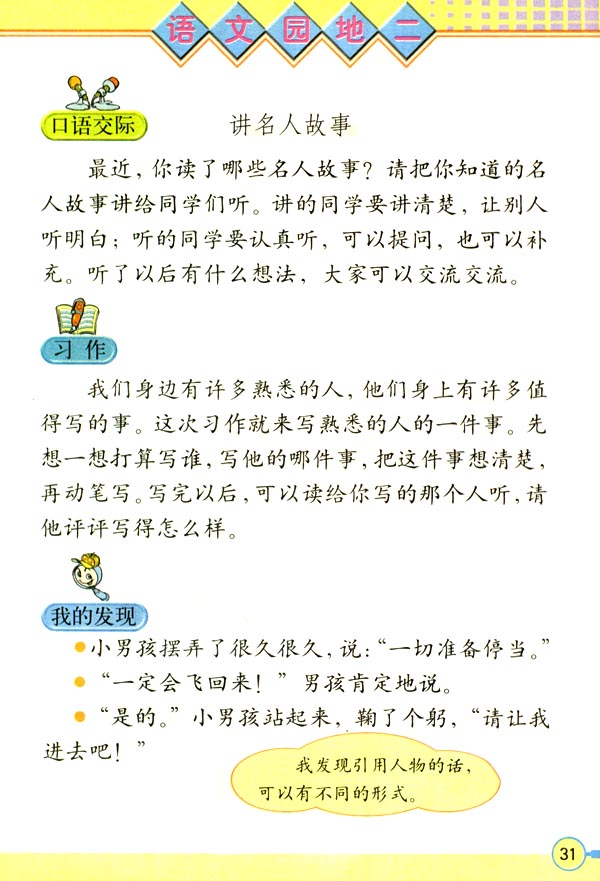 语文园地二
口语交际
讲名人故事
最近，你读了哪些名人故事？请把你知道的名
人故事讲给同学们听。讲的同学要讲清楚，让别人
听明白；听的同学要认真听，可以提问，也可以补
充。听了以后有什么想法，大家可以交流交流。
习作
我们身边有许多熟悉的人，他们身上有许多值
得写的事。这次习作就来写熟悉的人的一件事。先
想一想打算写谁，写他的哪件事，把这件事想清楚，
再动笔写。写完以后，可以读给你写的那个人听，请
他评评写得怎么样。
我的发现
●小男孩摆弄了很久很久，说：“一切准备停当。”
●“一定会飞回来！”男孩肯定地说。
●“是的。”小男孩站起来，鞠了个躬，“请让我
进去吧！”
我发现引用人物的话，
可以有不同的形式。
31